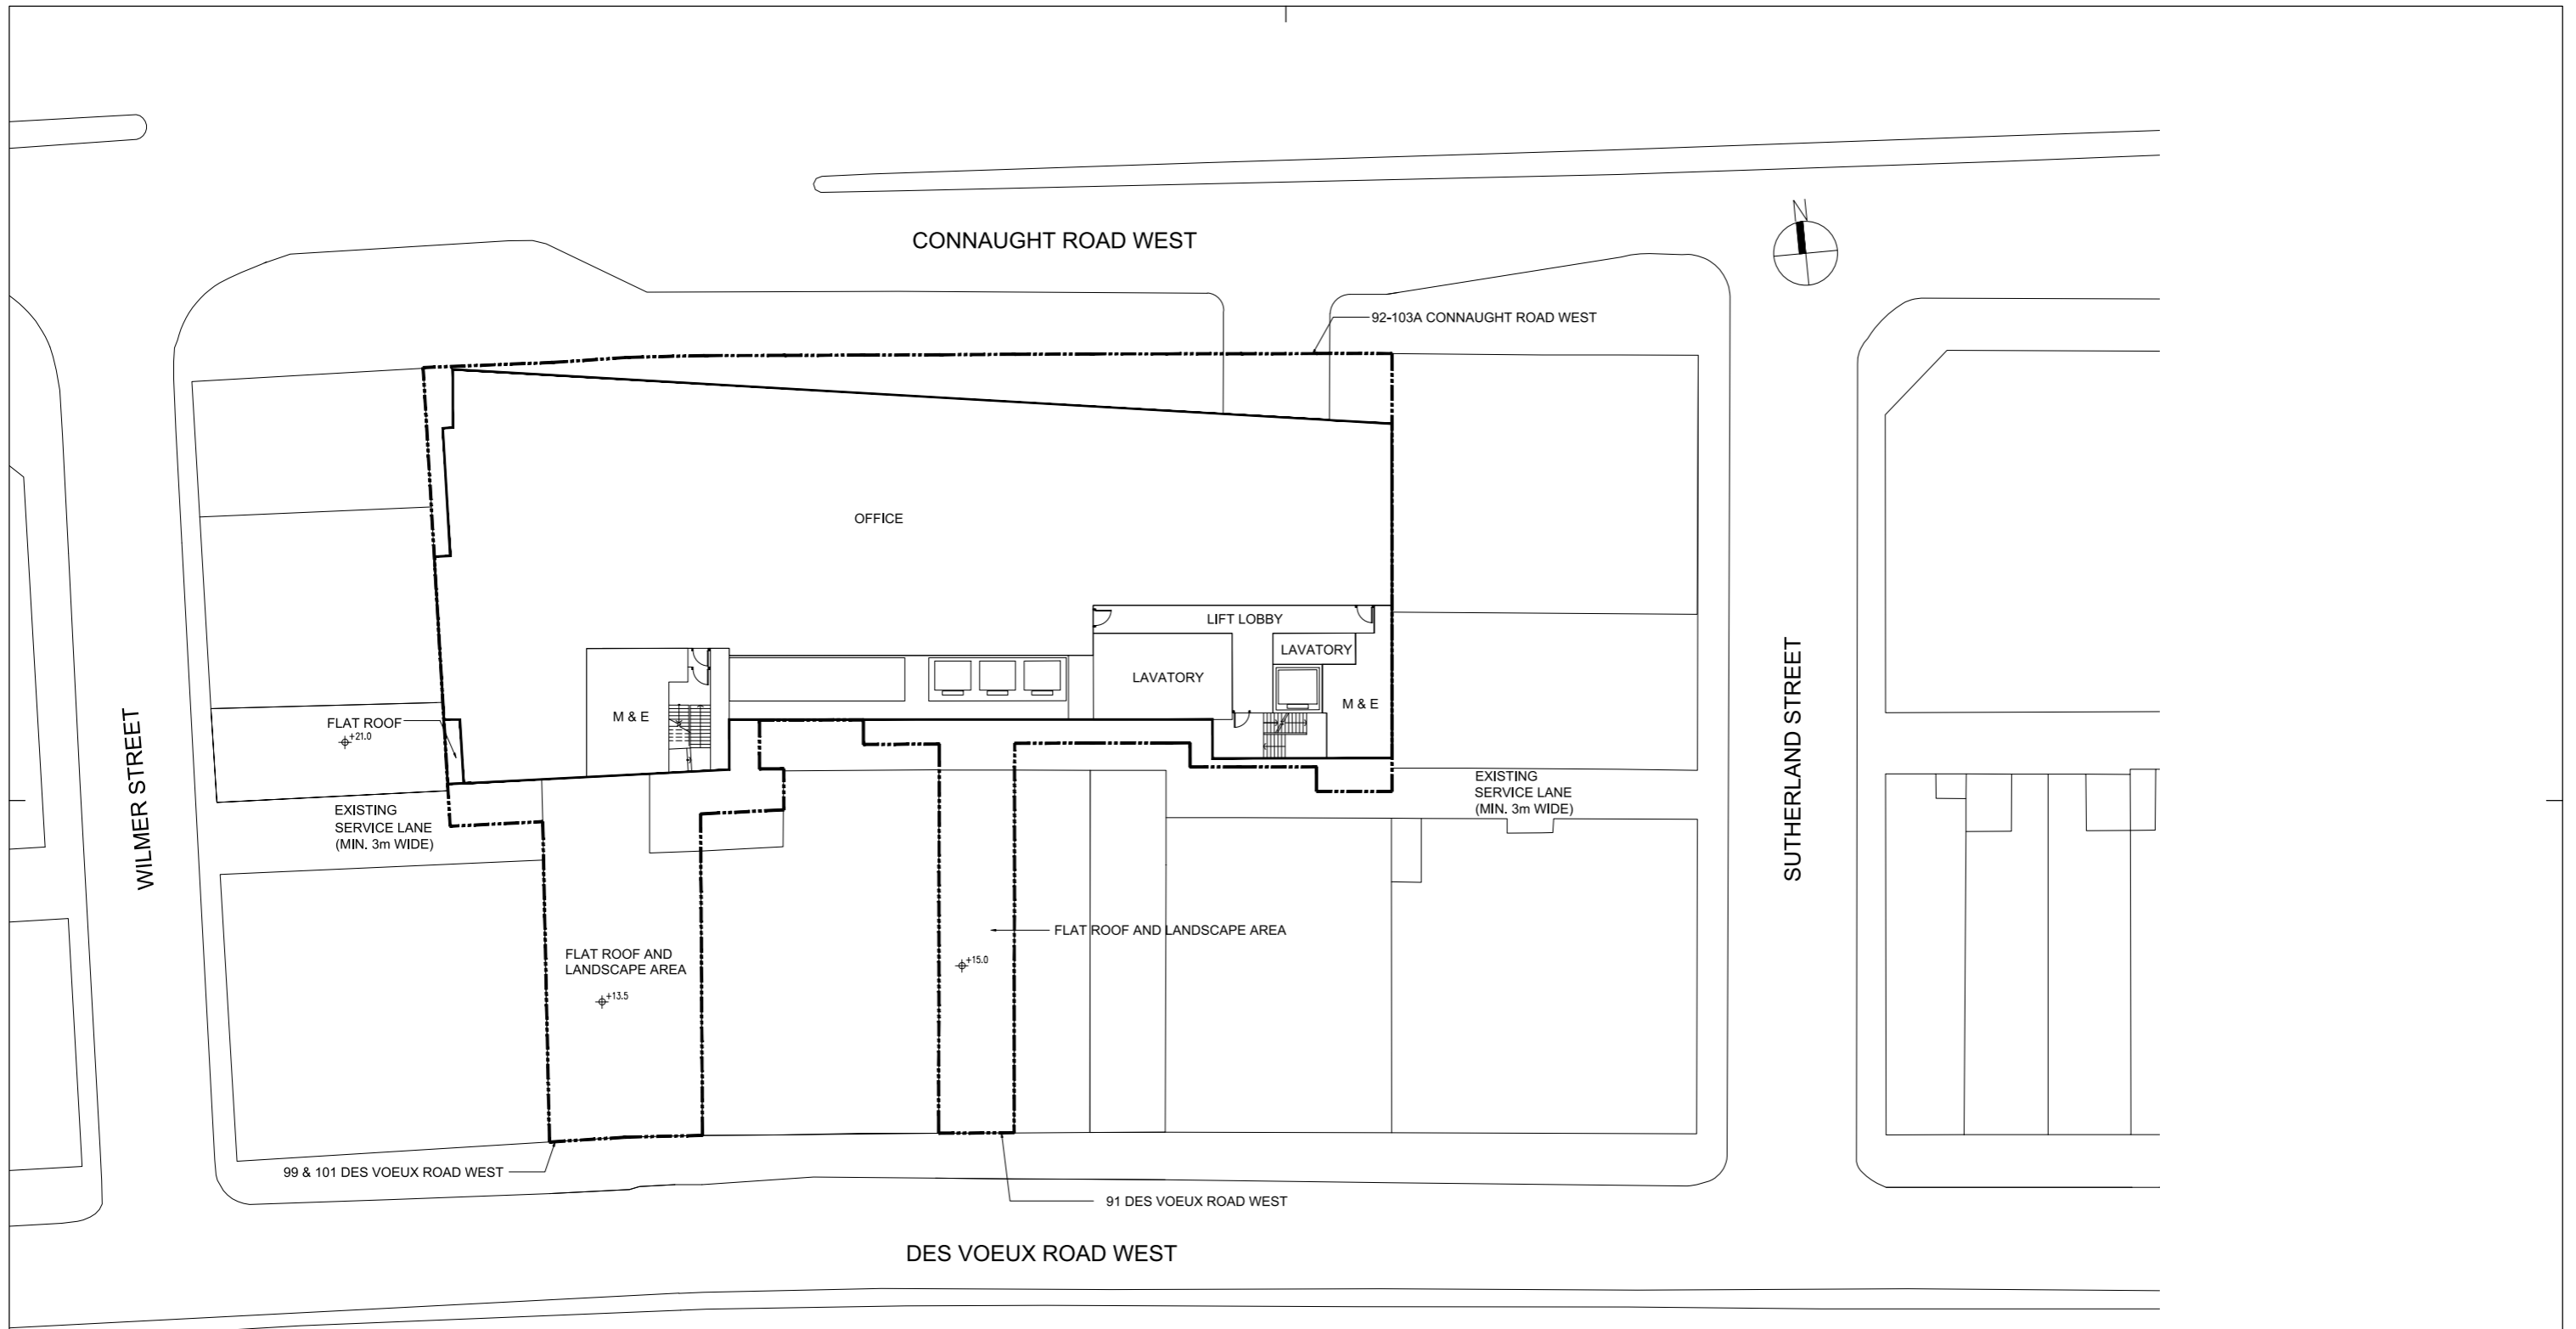 N
CONNAUGHT ROAD WEST
92-103A CONNAUGHT ROAD WEST
OFFICE
LIFT LOBBY
LAVATORY
LAVATORY
M & E
M & E
FLAT ROOF
+21.0
WILMER STREET
SUTHERLAND STREET
EXISTING
SERVICE LANE
(MIN. 3m WIDE)
EXISTING
SERVICE LANE
(MIN. 3m WIDE)
FLAT ROOF AND LANDSCAPE AREA
+15.0
FLAT ROOF AND
LANDSCAPE AREA
+13.5
99 & 101 DES VOEUX ROAD WEST
91 DES VOEUX ROAD WEST
DES VOEUX ROAD WEST